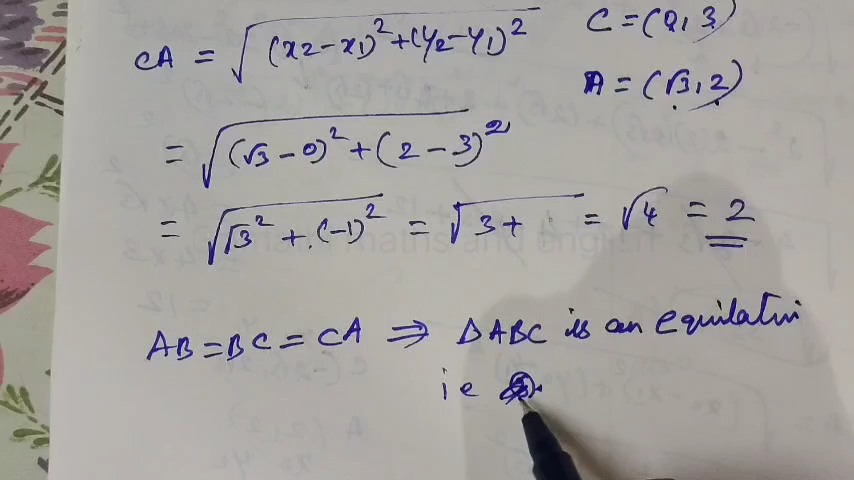 CA = √(x2-x1)²+(y2-y1)² C = (0, 3)
A = (√3, 2)
= √(√3-0)²+(2-3)²
= √√3²+(-1)² = √3+ = √4 = 2
AB=BC=CA ⇒ ΔABC is an
ie